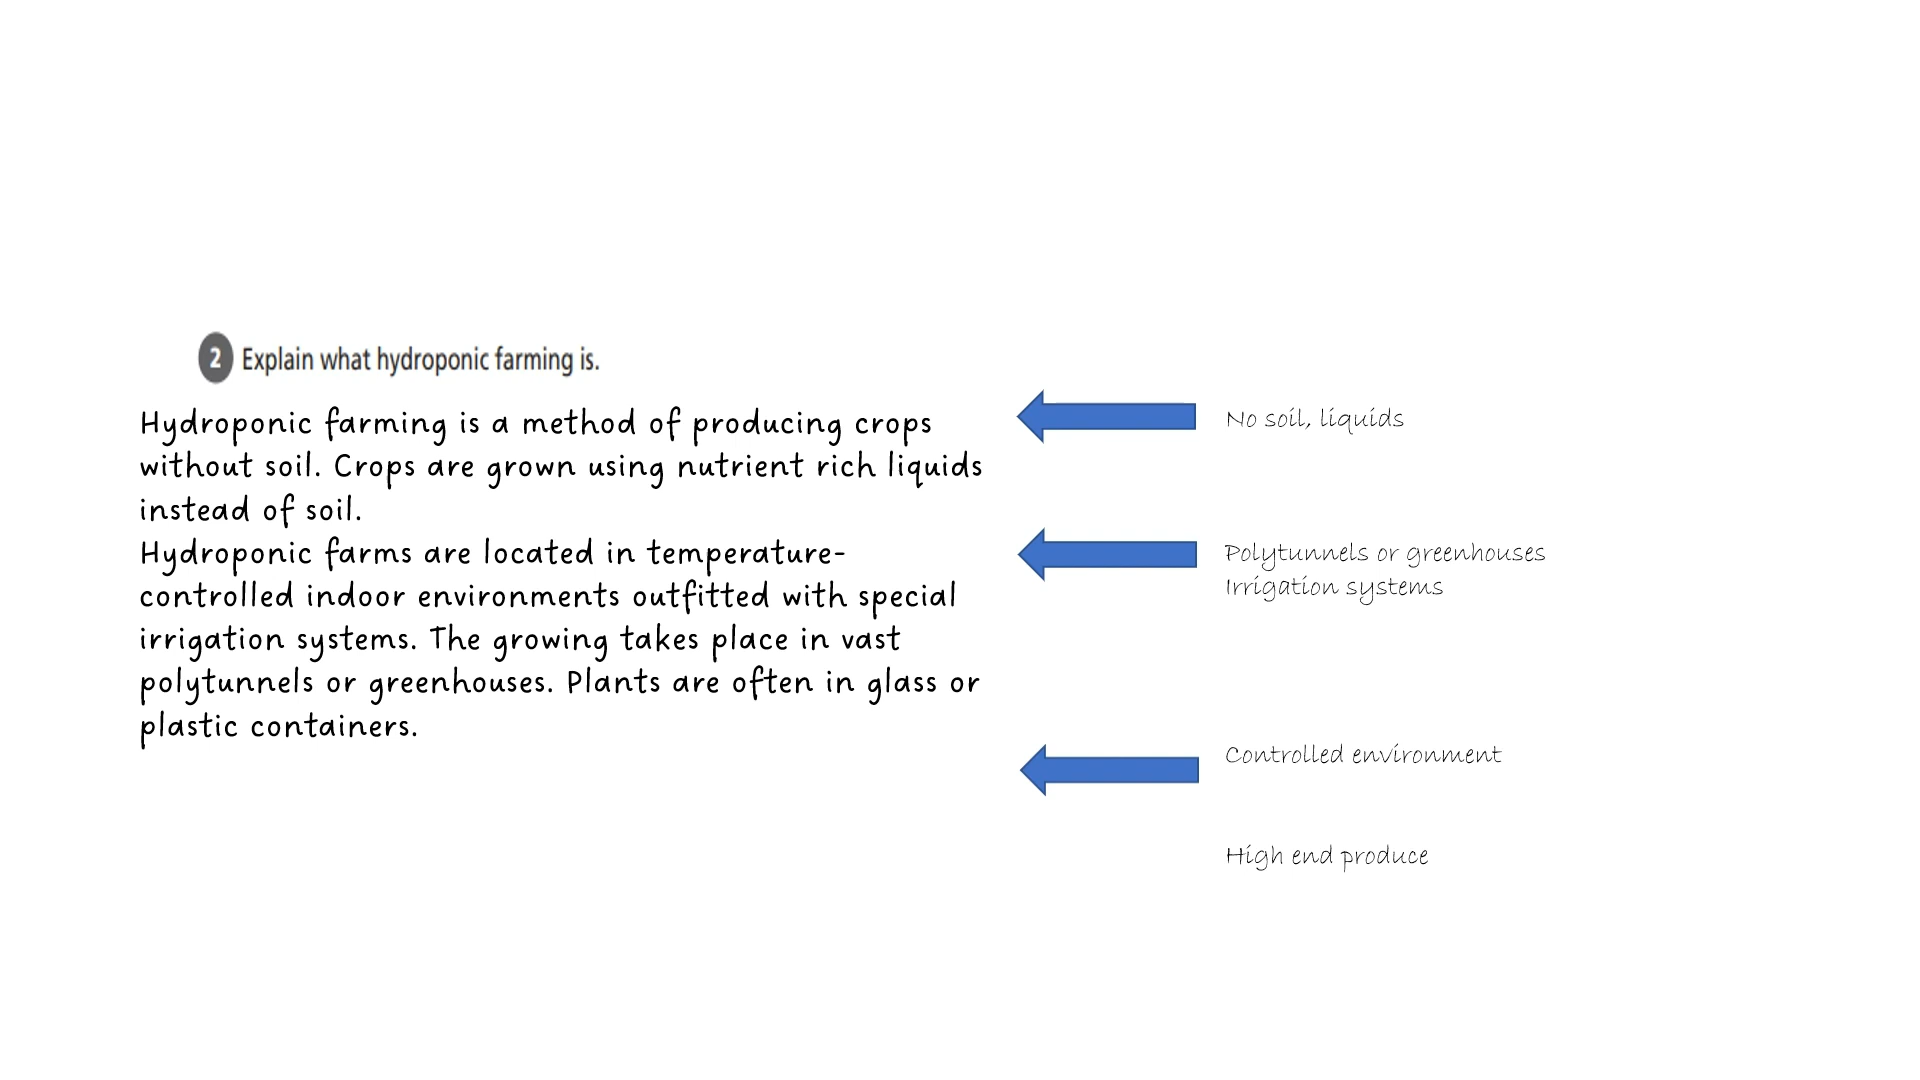 2 Explain what hydroponic farming is.
Hydroponic farming is a method of producing crops
without soil. Crops are grown using nutrient rich liquids
instead of soil.
Hydroponic farms are located in temperature-
controlled indoor environments outfitted with special
irrigation systems. The growing takes place in vast
polytunnels or greenhouses. Plants are often in glass or
plastic containers.
No soil, liquids
Polytunnels or greenhouses
Irrigation systems
Controlled environment
High end produce